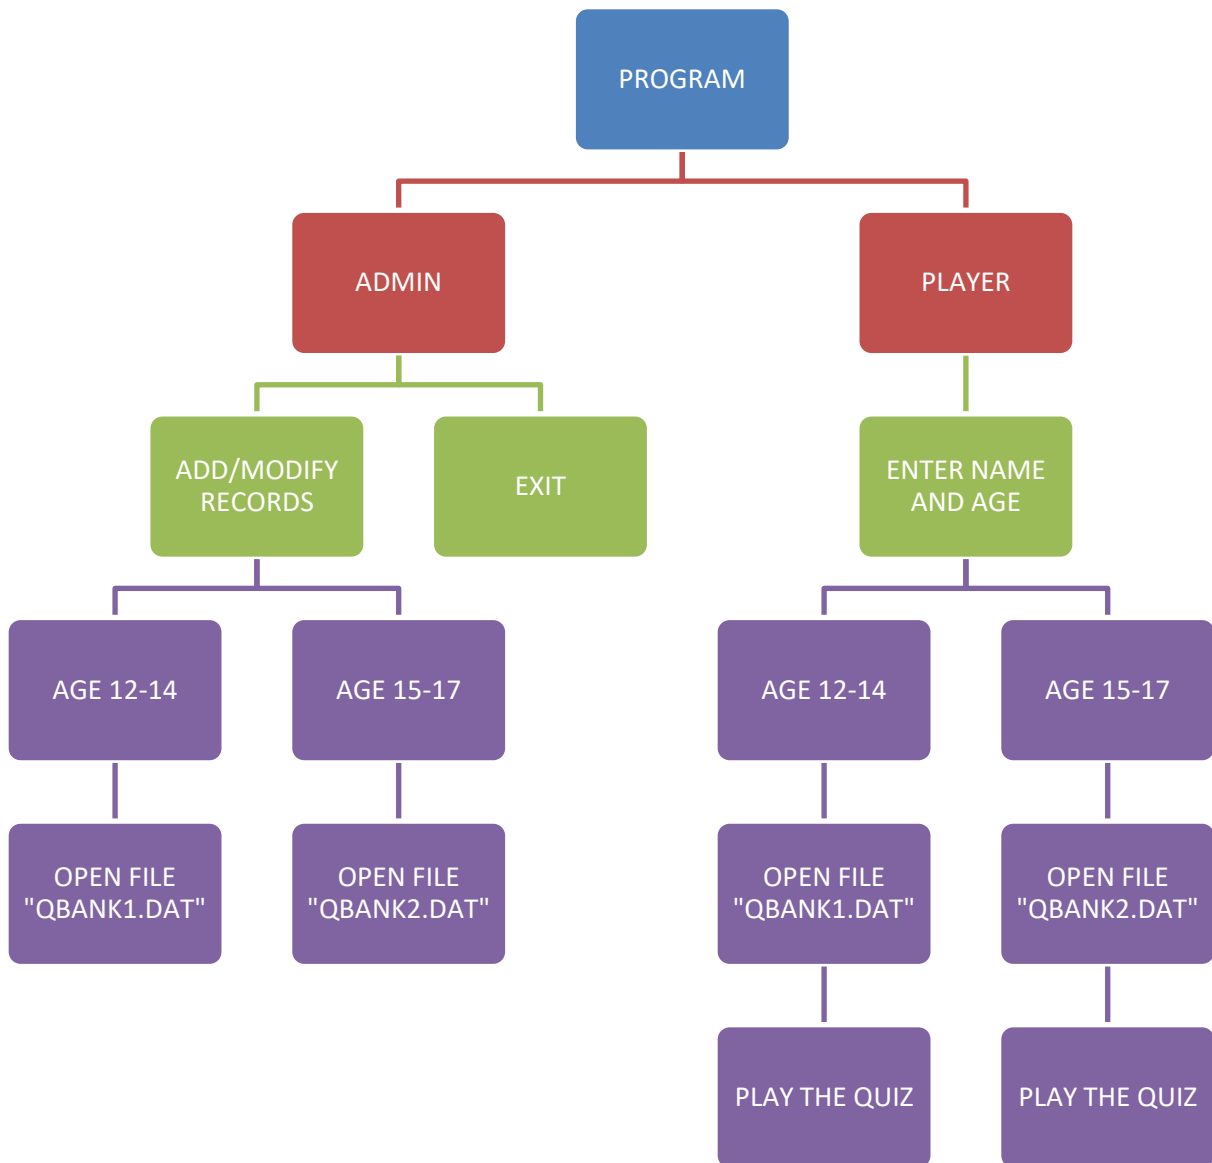 PROGRAM
ADMIN
PLAYER
ADD/MODIFY
RECORDS
EXIT
ENTER NAME
AND AGE
AGE 12-14
AGE 15-17
AGE 12-14
AGE 15-17
OPEN FILE
"QBANK1.DAT"
OPEN FILE
"QBANK2.DAT"
OPEN FILE
"QBANK1.DAT"
OPEN FILE
"QBANK2.DAT"
PLAY THE QUIZ
PLAY THE QUIZ